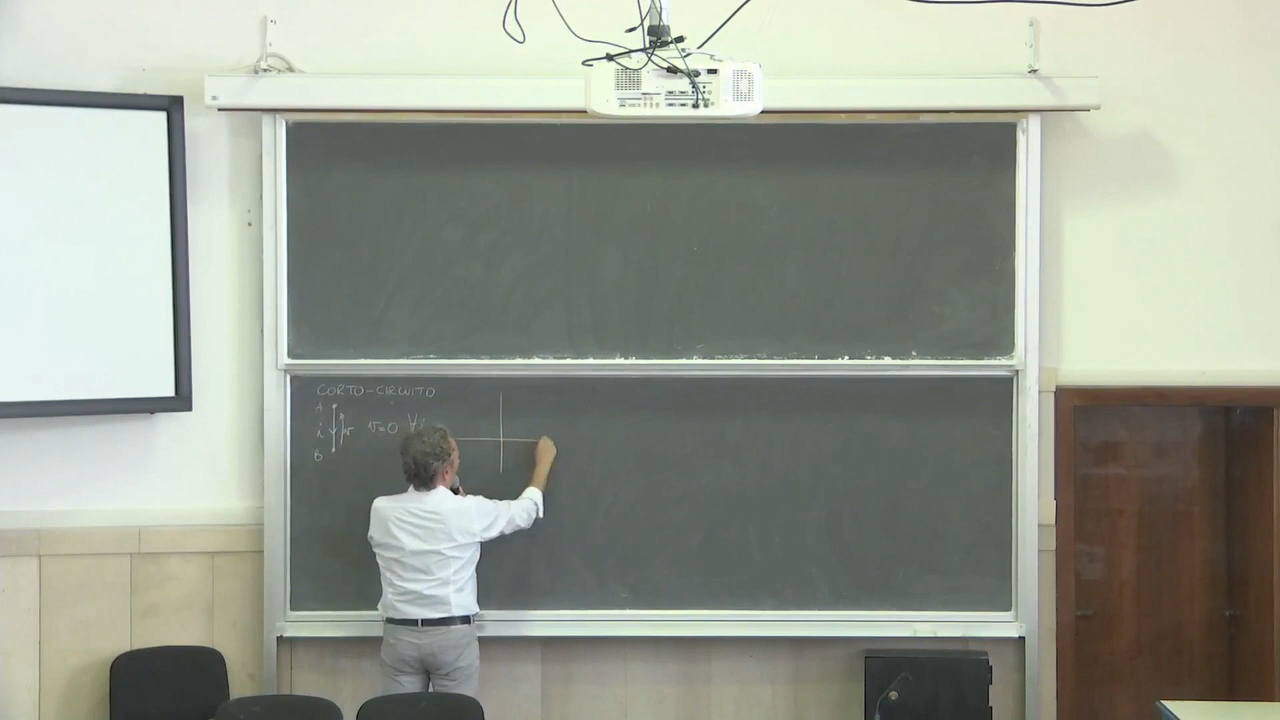 CORTO-CIRCUITO
A
i v v=0 ∀i
B